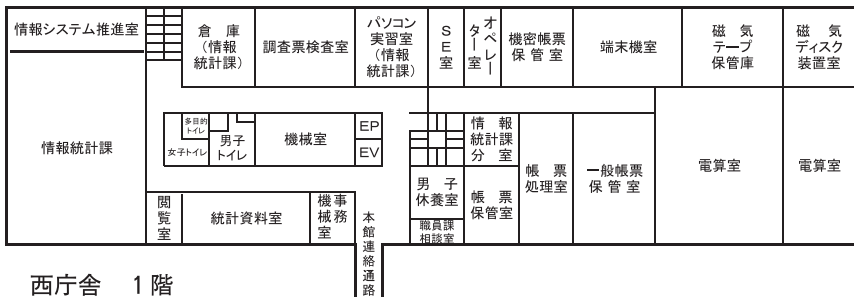 情報システム推進室
倉 庫
(情報
統計課)
調査票検査室
パソコン
実習室
(情報
統計課)
SE室
オペレー
ター室
機密帳票
保 管 室
端末機室
磁 気
テープ
保管庫
磁 気
ディスク
装置室
情報統計課
多目的
トイレ
女子トイレ
男子
トイレ
機械室
EP
EV
情 報
統計課
分 室
帳 票
処理室
一般帳票
保 管 室
電算室
電算室
男 子
休養室
帳 票
保管室
職員課
相談室
閲覧室
統計資料室
事務
機械室
本館連絡通路
西庁舎 1階